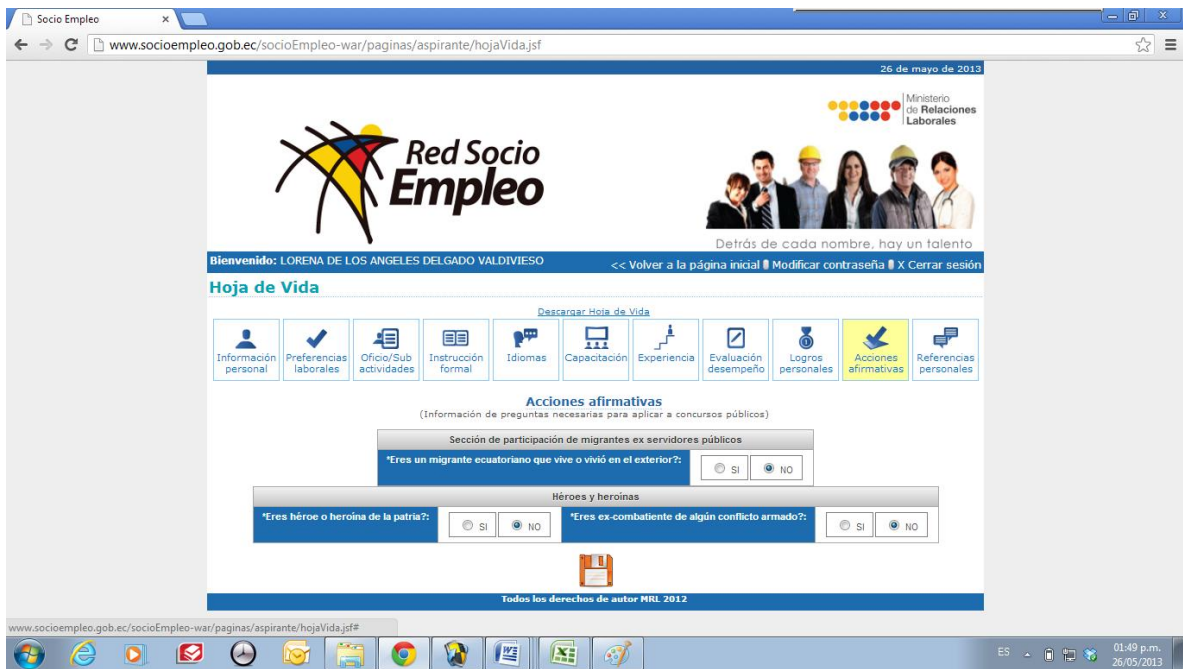 Socio Empleo
www.socioempleo.gob.ec/socioEmpleo-war/paginas/aspirante/hojaVida.jsf
26 de mayo de 2013
Ministerio
de Relaciones
Laborales
Red Socio
Empleo
Detrás de cada nombre, hay un talento
Bienvenido: LORENA DE LOS ANGELES DELGADO VALDIVIESO << Volver a la página inicial Modificar contraseña X Cerrar sesión
Hoja de Vida
Descargar Hoja de Vida
Información personal
Preferencias laborales
Oficio/Sub actividades
Instrucción formal
Idiomas
Capacitación
Experiencia
Evaluación desempeño
Logros personales
Acciones afirmativas
Referencias personales
Acciones afirmativas
(Información de preguntas necesarias para aplicar a concursos públicos)
Sección de participación de migrantes ex servidores públicos
*Eres un migrante ecuatoriano que vive o vivió en el exterior?: SI NO
Héroes y heroinas
*Eres héroe o heroína de la patria?: SI NO *Eres ex-combatiente de algún conflicto armado?: SI NO
Todos los derechos de autor MRL 2012
www.socioempleo.gob.ec/socioEmpleo-war/paginas/aspirante/hojaVida.jsf#
ES
01:49 p.m.
26/05/2013